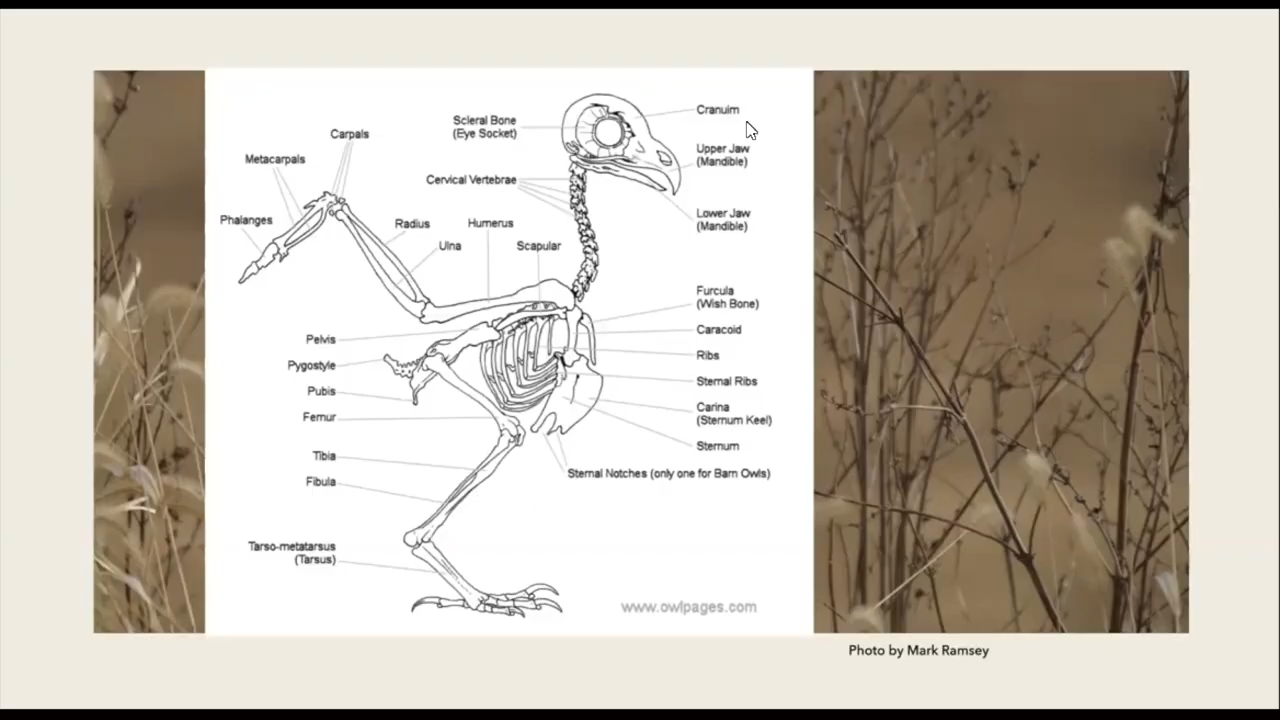 Scleral Bone
(Eye Socket)
Cranuim
Carpals
Upper Jaw
(Mandible)
Metacarpals
Cervical Vertebrae
Lower Jaw
(Mandible)
Phalanges
Radius
Humerus
Ulna
Scapular
Furcula
(Wish Bone)
Caracoid
Pelvis
Ribs
Pygostyle
Sternal Ribs
Pubis
Carina
(Sternum Keel)
Femur
Sternum
Tibia
Sternal Notches (only one for Barn Owls)
Fibula
Tarso-metatarsus
(Tarsus)
www.owlpages.com
Photo by Mark Ramsey